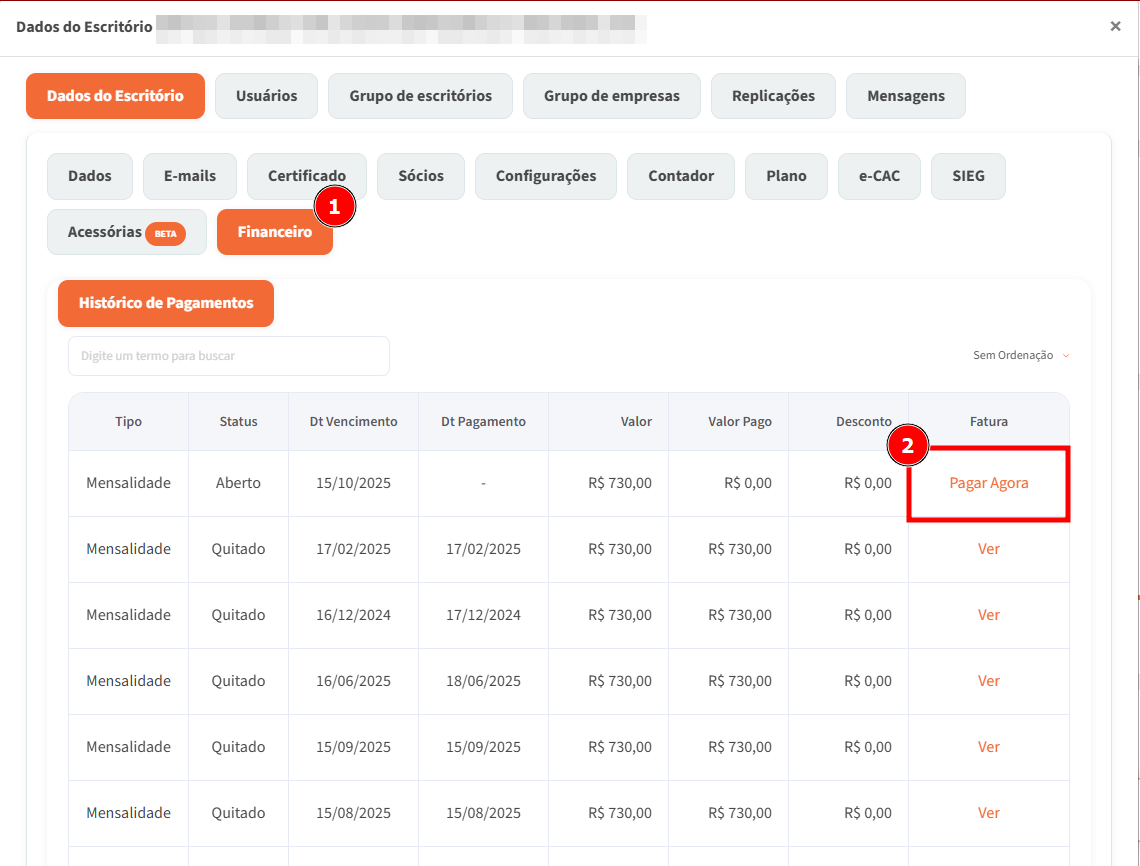 Dados do Escritório
×
Dados do Escritório Usuários Grupo de escritórios Grupo de empresas Replicações Mensagens
Dados E-mails Certificado Sócios Configurações Contador Plano e-CAC SIEG
1
Acessórias BETA Financeiro
Histórico de Pagamentos
Digite um termo para buscar Sem Ordenação
Tipo Status Dt Vencimento Dt Pagamento Valor Valor Pago Desconto Fatura
2
Mensalidade Aberto 15/10/2025 - R$ 730,00 R$ 0,00 R$ 0,00 Pagar Agora
Mensalidade Quitado 17/02/2025 17/02/2025 R$ 730,00 R$ 730,00 R$ 0,00 Ver
Mensalidade Quitado 16/12/2024 17/12/2024 R$ 730,00 R$ 730,00 R$ 0,00 Ver
Mensalidade Quitado 16/06/2025 18/06/2025 R$ 730,00 R$ 730,00 R$ 0,00 Ver
Mensalidade Quitado 15/09/2025 15/09/2025 R$ 730,00 R$ 730,00 R$ 0,00 Ver
Mensalidade Quitado 15/08/2025 15/08/2025 R$ 730,00 R$ 730,00 R$ 0,00 Ver